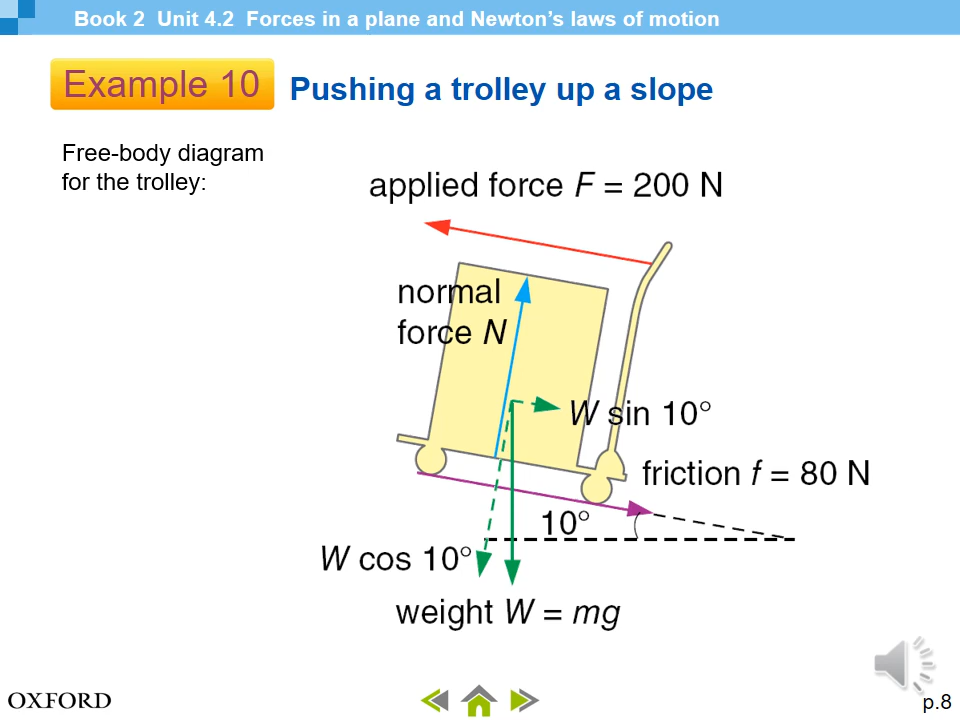 Book 2 Unit 4.2 Forces in a plane and Newton’s laws of motion
Example 10
Pushing a trolley up a slope
Free-body diagram
for the trolley:
applied force F = 200 N
normal
force N
W sin 10°
friction f = 80 N
10°
W cos 10°
weight W = mg
OXFORD
p.8